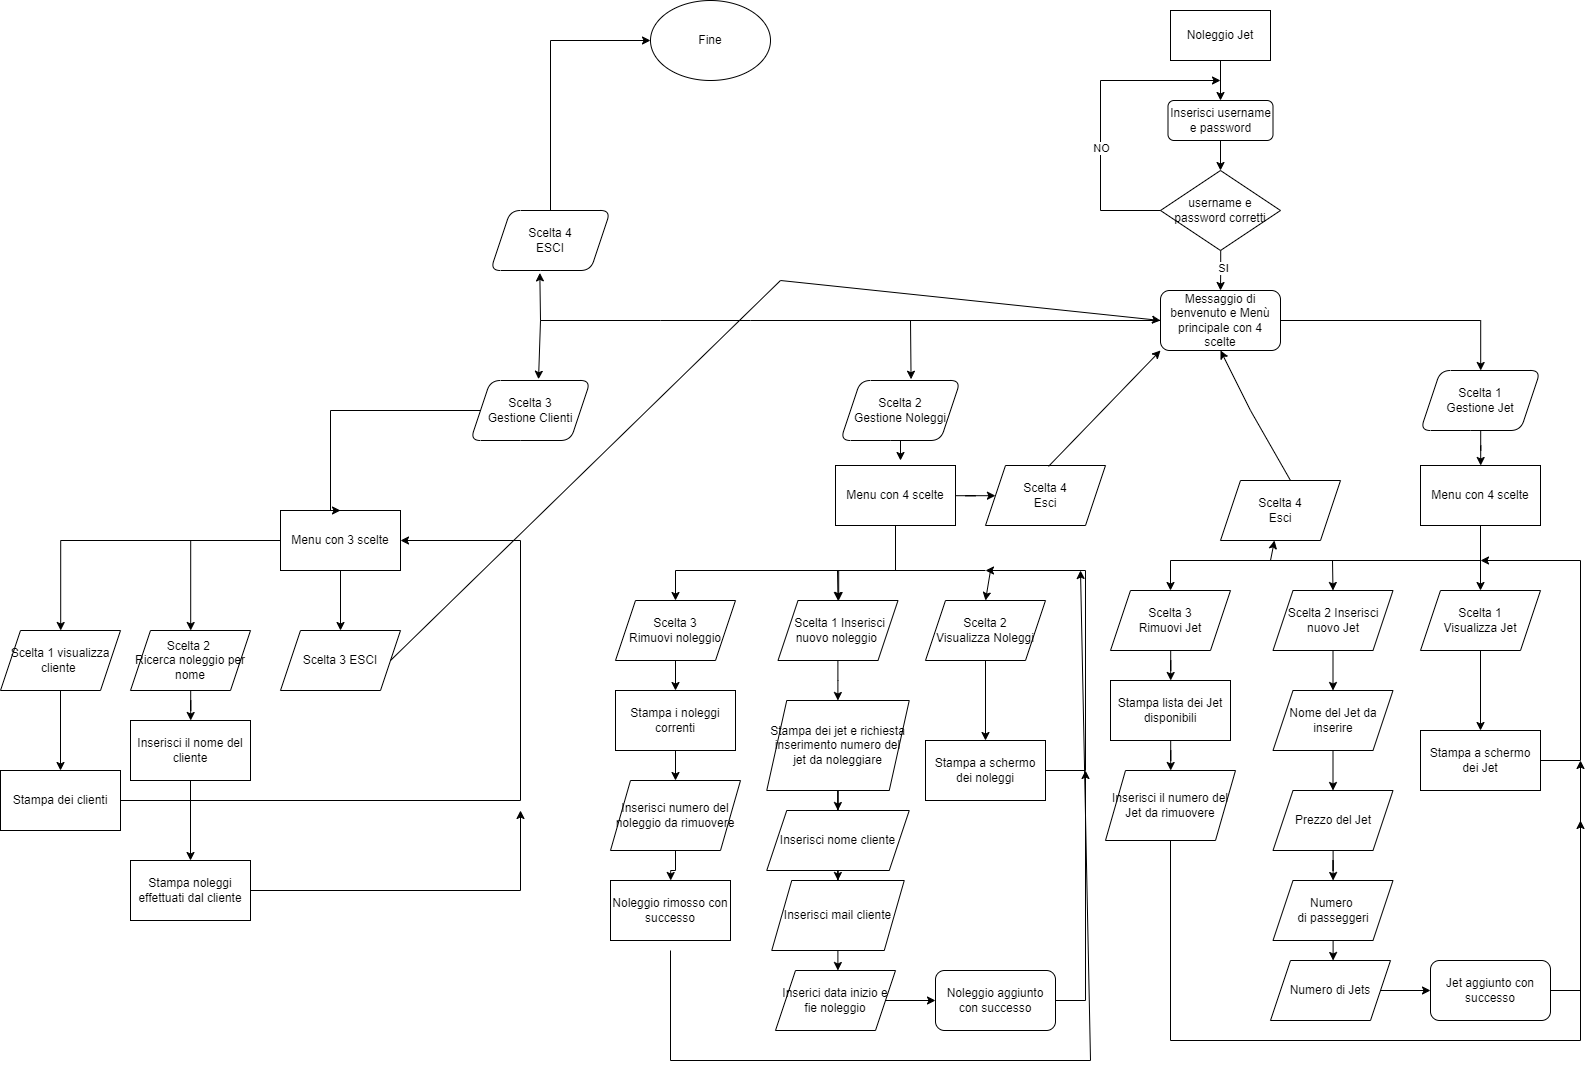 Fine
Noleggio Jet
Inserisci username
e password
NO
username e
password corretti
SI
Scelta 4
ESCI
Messaggio di
benvenuto e Menù
principale con 4
scelte
Scelta 3
Gestione Clienti
Scelta 2
Gestione Noleggi
Scelta 1
Gestione Jet
Menu con 4 scelte
Scelta 4
Esci
Scelta 4
Esci
Menu con 4 scelte
Menu con 3 scelte
Scelta 1 visualizza
cliente
Scelta 2
Ricerca noleggio per
nome
Scelta 3 ESCI
Inserisci il nome del
cliente
Stampa dei clienti
Stampa noleggi
effettuati dal cliente
Scelta 3
Rimuovi noleggio
Scelta 1 Inserisci
nuovo noleggio
Scelta 2
Visualizza Noleggi
Stampa i noleggi
correnti
Stampa dei jet e richiesta
inserimento numero del
jet da noleggiare
Stampa a schermo
dei noleggi
Inserisci numero del
noleggio da rimuovere
Inserisci nome cliente
Noleggio rimosso con
successo
Inserisci mail cliente
Inserici data inizio e
fie noleggio
Noleggio aggiunto
con successo
Scelta 3
Rimuovi Jet
Scelta 2 Inserisci
nuovo Jet
Scelta 1
Visualizza Jet
Stampa lista dei Jet
disponibili
Nome del Jet da
inserire
Stampa a schermo
dei Jet
Inserisci il numero del
Jet da rimuovere
Prezzo del Jet
Numero
di passeggeri
Numero di Jets
Jet aggiunto con
successo